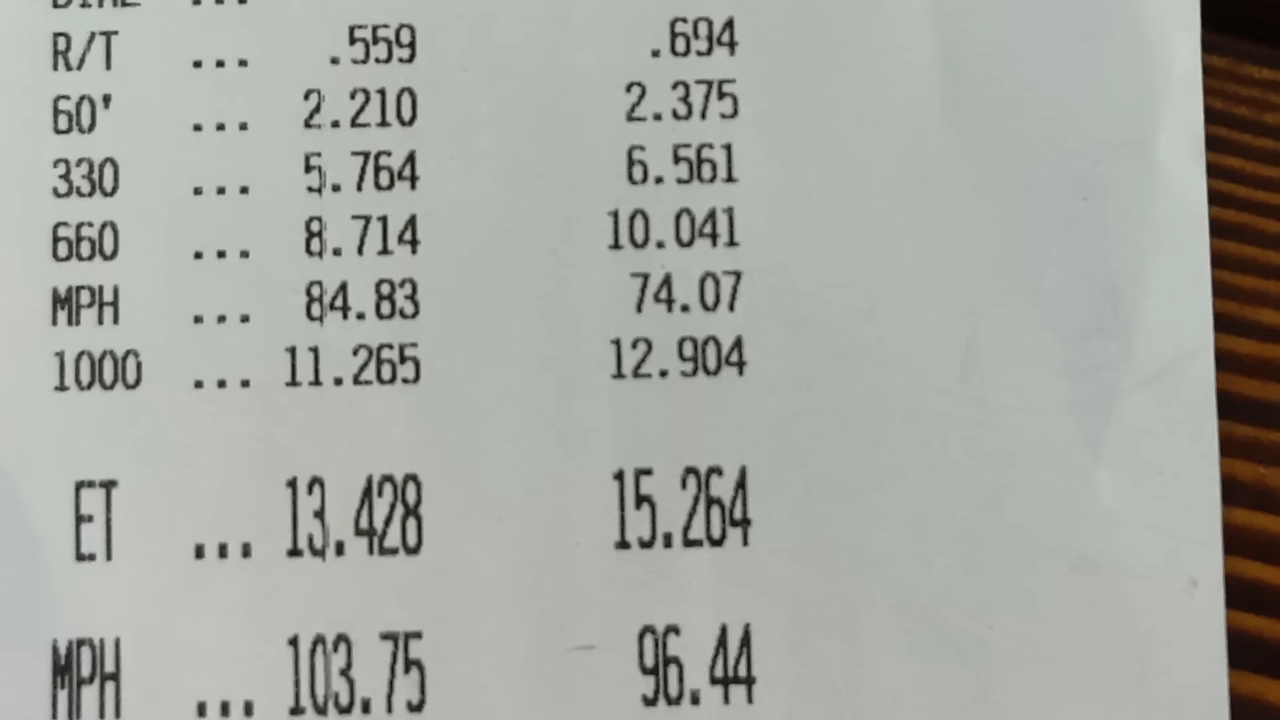 DIAL ...
R/T ... .559 .694
60' ... 2.210 2.375
330 ... 5.764 6.561
660 ... 8.714 10.041
MPH ... 84.83 74.07
1000 ... 11.265 12.904
ET ... 13.428 15.264
MPH ... 103.75 96.44